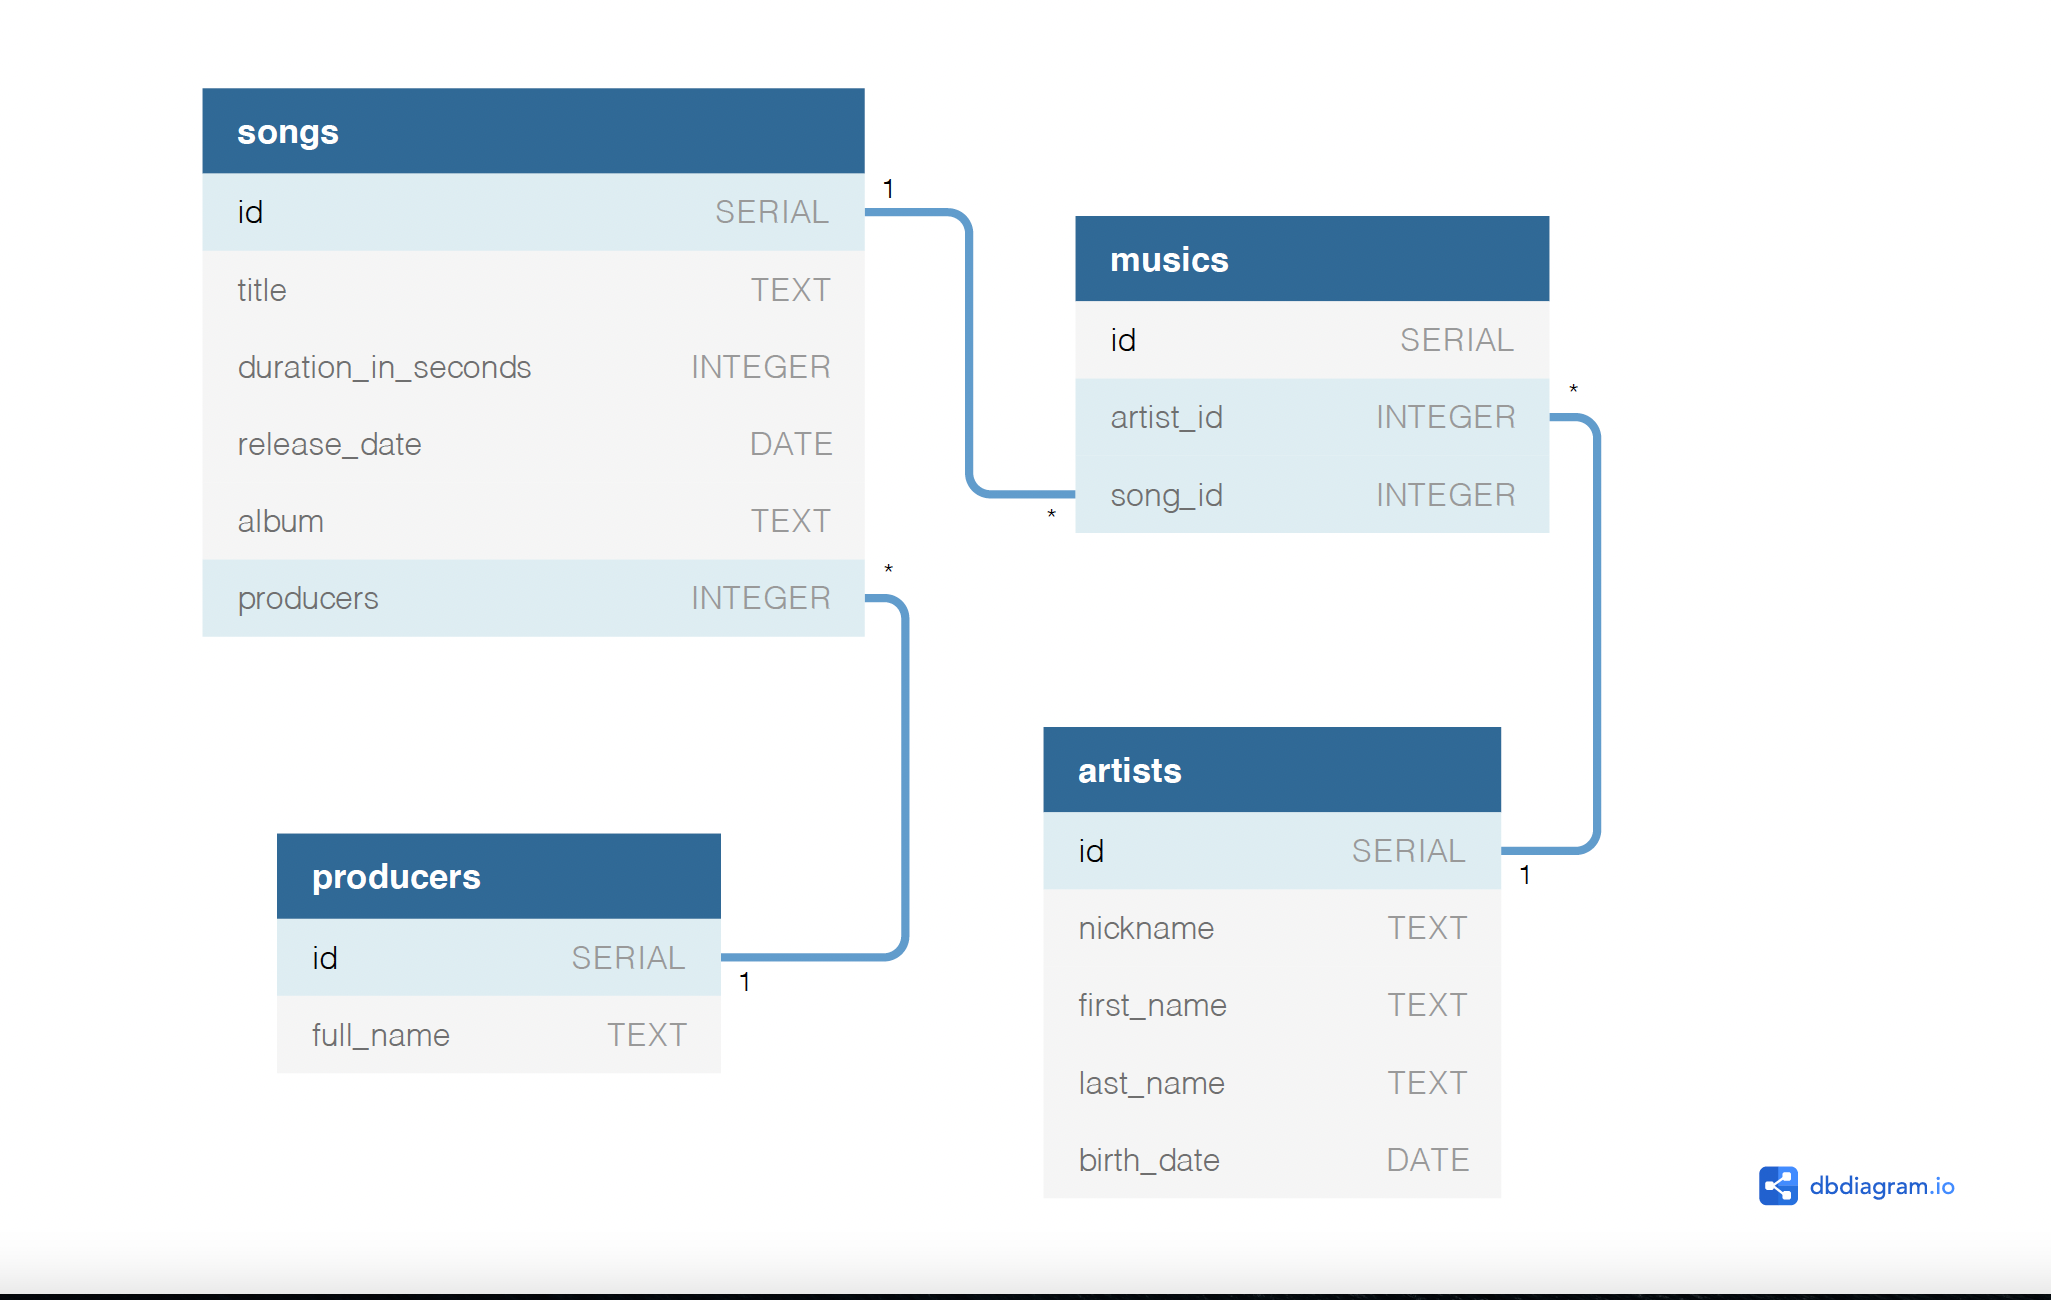 songs
id SERIAL
title TEXT
duration_in_seconds INTEGER
release_date DATE
album TEXT
producers INTEGER
1
*
musics
id SERIAL
artist_id INTEGER
song_id INTEGER
*
*
producers
id SERIAL
full_name TEXT
1
artists
id SERIAL
nickname TEXT
first_name TEXT
last_name TEXT
birth_date DATE
1
dbdiagram.io